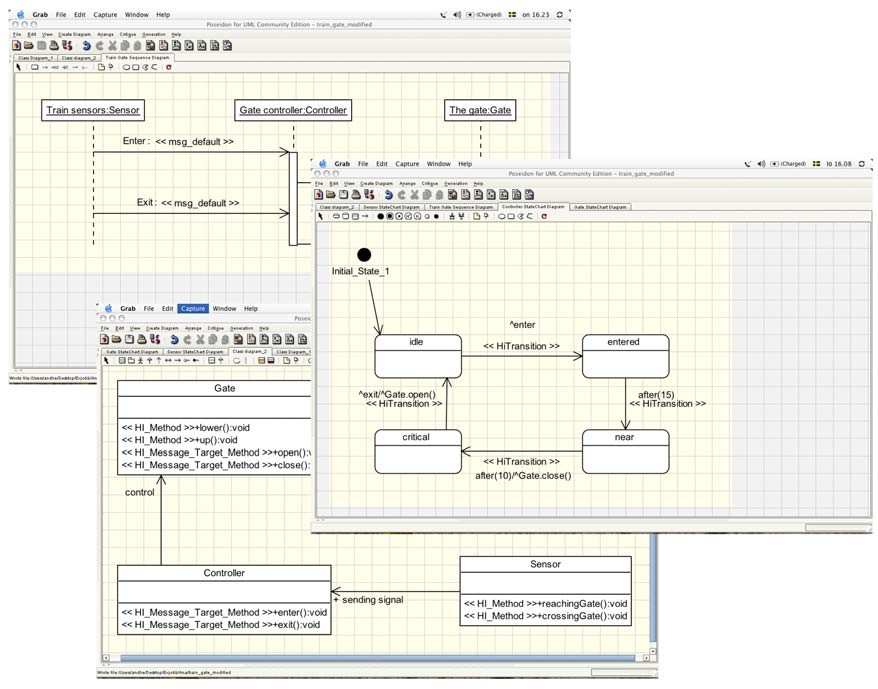 Grab File Edit Capture Window Help (Charged) on 16.23
Poseidon for UML Community Edition - train_gate_modified
File Edit View Create Diagram Arrange Critique Generation Help
Class Diagram_1 Class diagram_2 Train Gate Sequence Diagram
Train sensors:Sensor Gate controller:Controller The gate:Gate
Enter : << msg_default >>
Exit : << msg_default >>
Grab File Edit Capture Window Help (Charged) 16.08
Poseidon for UML Community Edition - train_gate_modified
File Edit View Create Diagram Arrange Critique Generation Help
Class diagram_2 Sensor StateChart Diagram Train Gate Sequence Diagram Controller StateChart Diagram Gate StateChart Diagram
Initial_State_1
^enter
<< HiTransition >>
idle entered
^exit/^Gate.open()
<< HiTransition >>
after(15)
<< HiTransition >>
critical near
<< HiTransition >>
after(10)/^Gate.close()
Grab File Edit Capture Window Help
Poseid
File Edit View Create Diagram Arrange Critique Generation Help
Gate StateChart Diagram Sensor StateChart Diagram Class diagram_2 Class Diagram_1
Gate
<< HI_Method >>+lower():void
<< HI_Method >>+up():void
<< HI_Message_Target_Method >>+open():v
<< HI_Message_Target_Method >>+close():
control
Controller
<< HI_Message_Target_Method >>+enter():void
<< HI_Message_Target_Method >>+exit():void
+ sending signal
Sensor
<< HI_Method >>+reachingGate():void
<< HI_Method >>+crossingGate():void